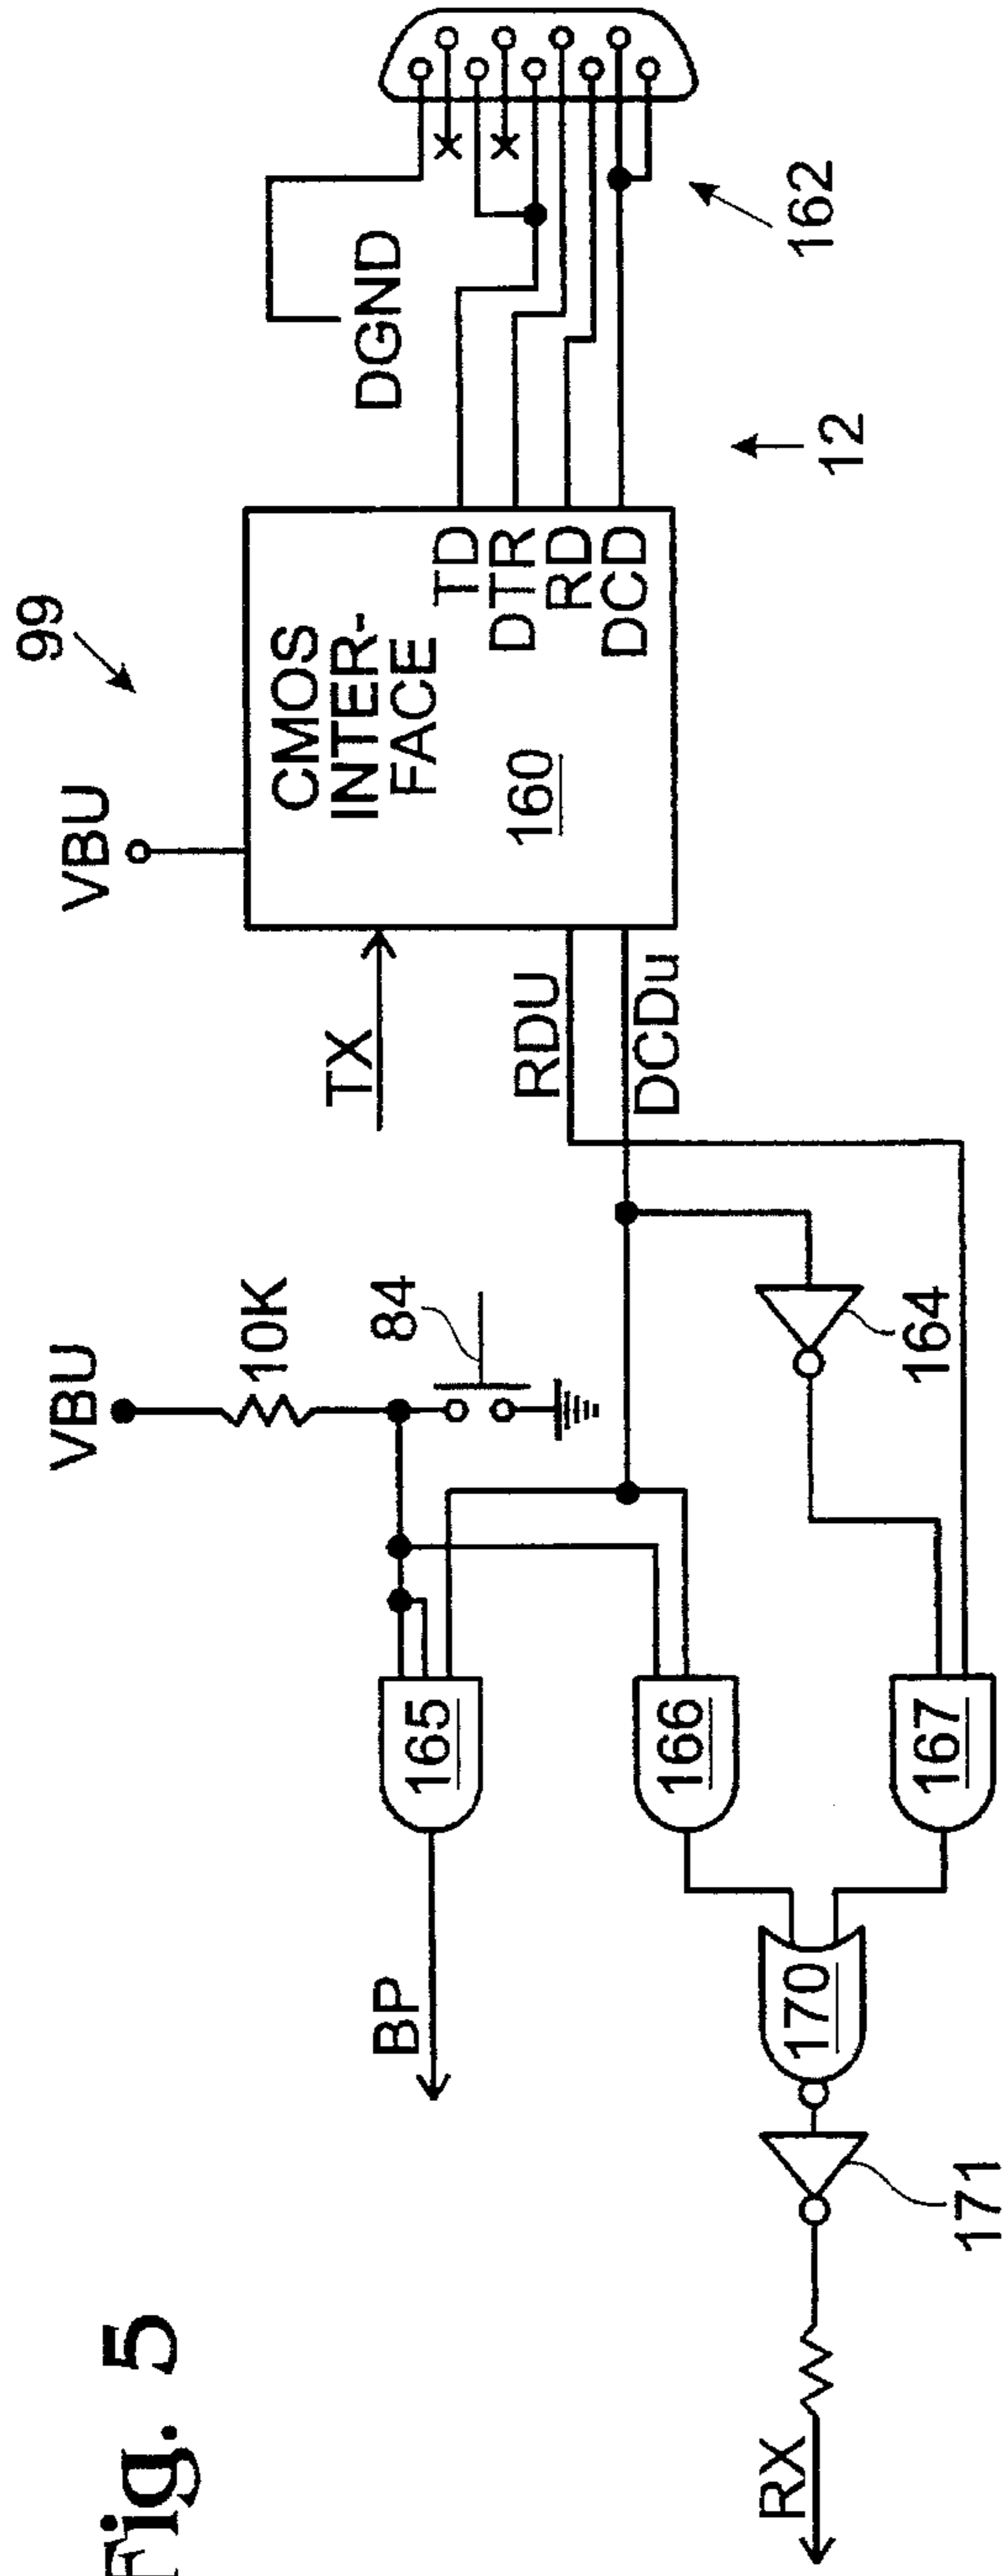 Fig. 5
VBU
10K
84
VBU
99
TX
CMOS
INTER-
FACE
160
TD
DTR
RD
DCD
DGND
12
162
RDU
DCDu
BP
165
166
167
164
170
171
RX